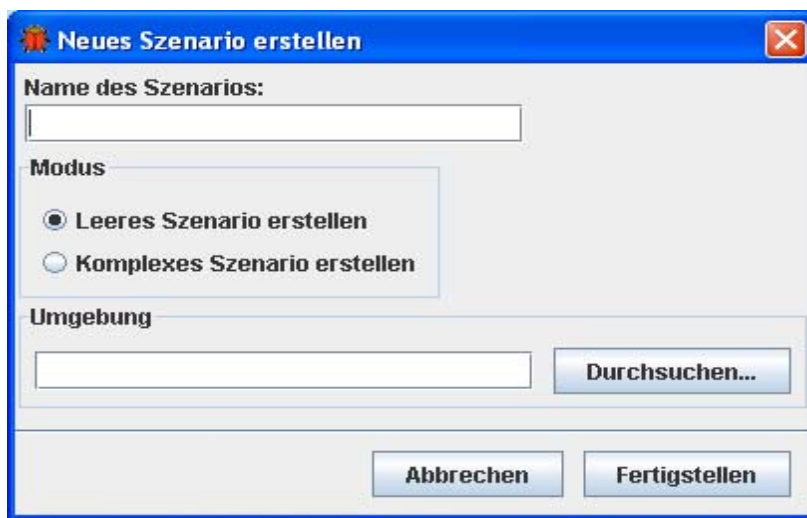 Neues Szenario erstellen
Name des Szenarios:
Modus
Leeres Szenario erstellen
Komplexes Szenario erstellen
Umgebung
Durchsuchen...
Abbrechen
Fertigstellen